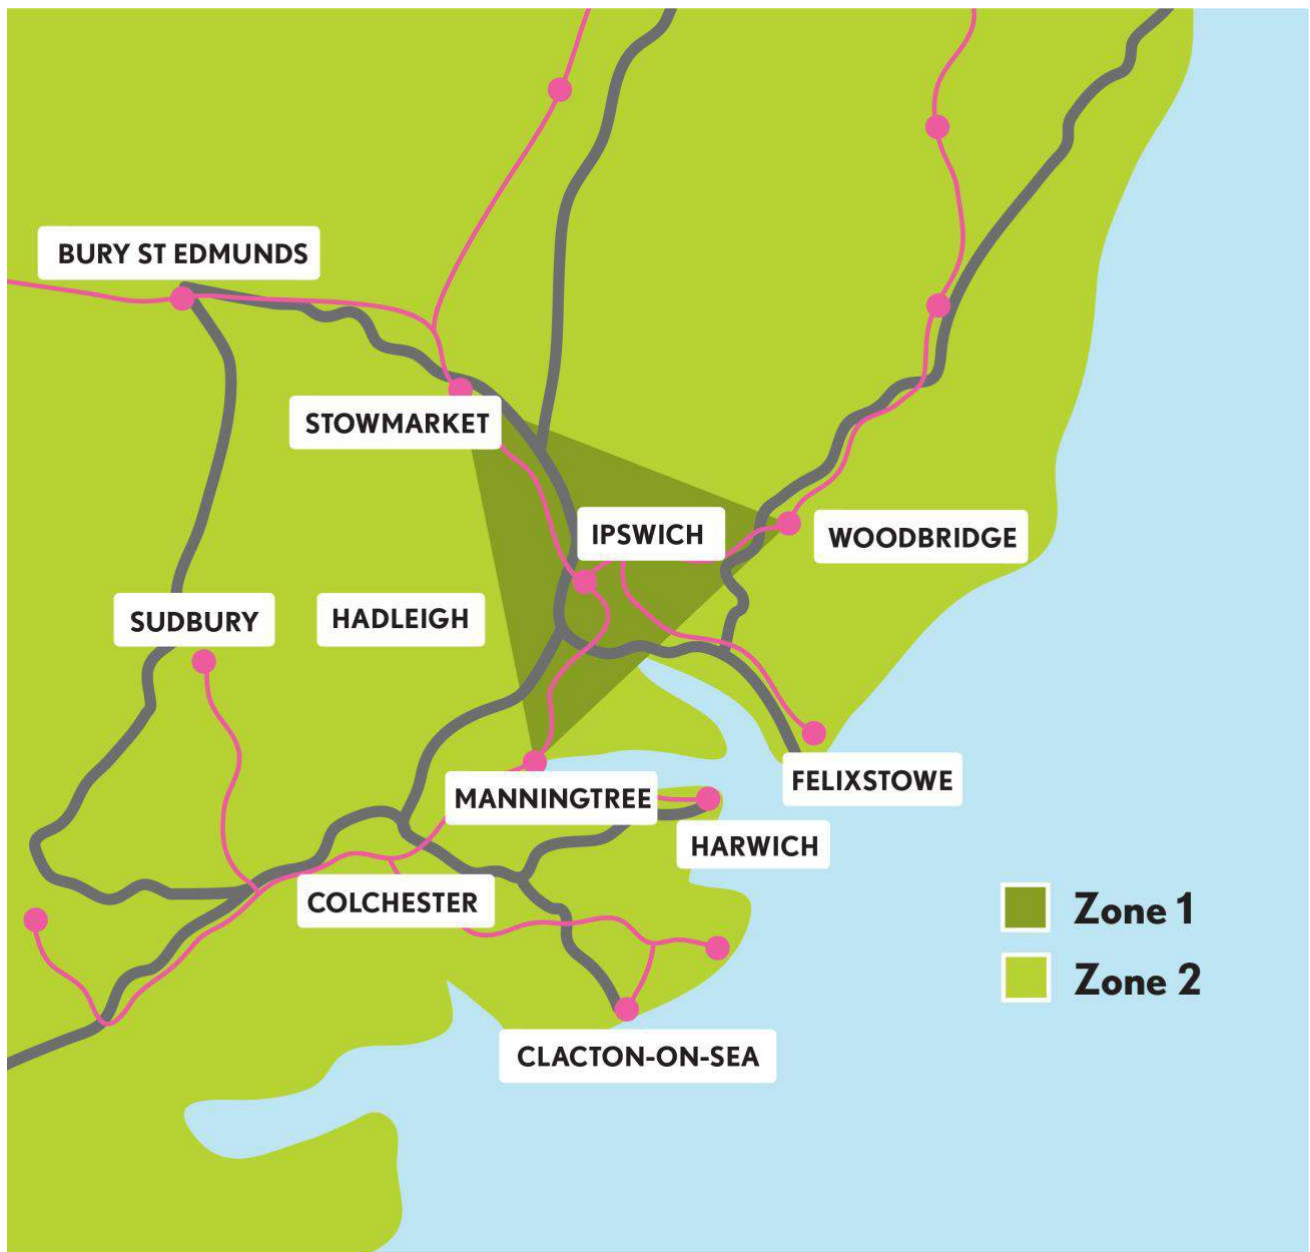 BURY ST EDMUNDS
STOWMARKET
IPSWICH
WOODBRIDGE
SUDBURY
HADLEIGH
MANNINGTREE
FELIXSTOWE
HARWICH
COLCHESTER
CLACTON-ON-SEA
Zone 1
Zone 2